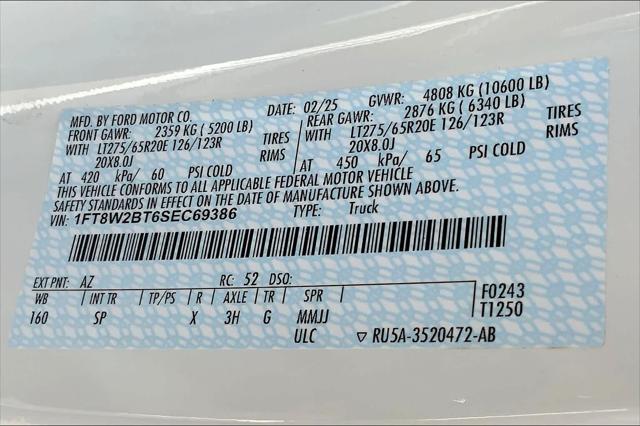 MFD. BY FORD MOTOR CO. DATE: 02/25 GVWR: 4808 KG (10600 LB)
FRONT GAWR: 2359 KG ( 5200 LB) REAR GAWR: 2876 KG ( 6340 LB)
WITH LT275/65R20E 126/123R TIRES WITH LT275/65R20E 126/123R TIRES
20X8.0J RIMS 20X8.0J RIMS
AT 420 kPa/ 60 PSI COLD AT 450 kPa/ 65 PSI COLD
THIS VEHICLE CONFORMS TO ALL APPLICABLE FEDERAL MOTOR VEHICLE
SAFETY STANDARDS IN EFFECT ON THE DATE OF MANUFACTURE SHOWN ABOVE.
VIN: 1FT8W2BT6SEC69386 TYPE: Truck
EXT PNT: AZ RC: 52 DSO:
WB INT TR TP/PS R AXLE TR SPR F0243
160 SP X 3H G MMJJ T1250
ULC ▽ RU5A-3520472-AB